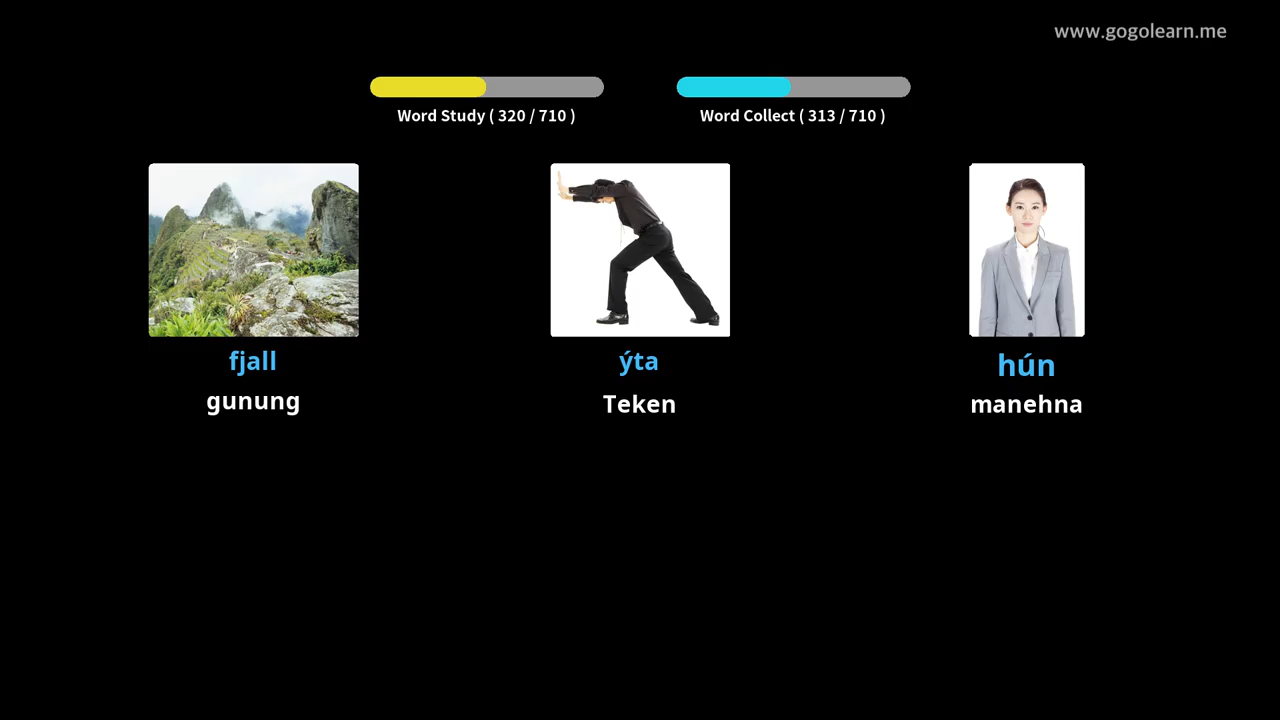 www.gogolearn.me
Word Study ( 320 / 710 )
Word Collect ( 313 / 710 )
fjall
gunung
ýta
Teken
hún
manehna